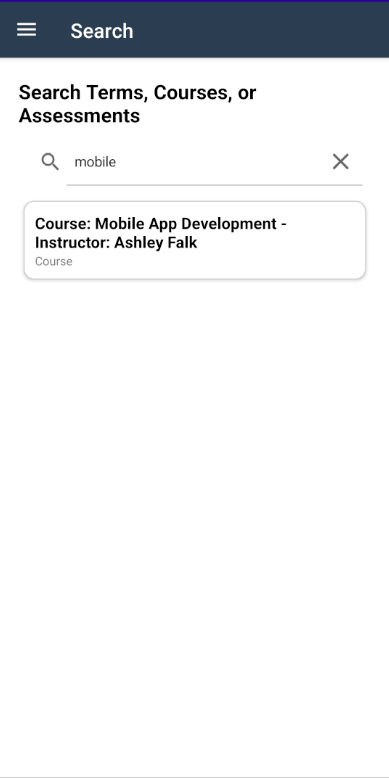 Search
Search Terms, Courses, or
Assessments
mobile
Course: Mobile App Development -
Instructor: Ashley Falk
Course